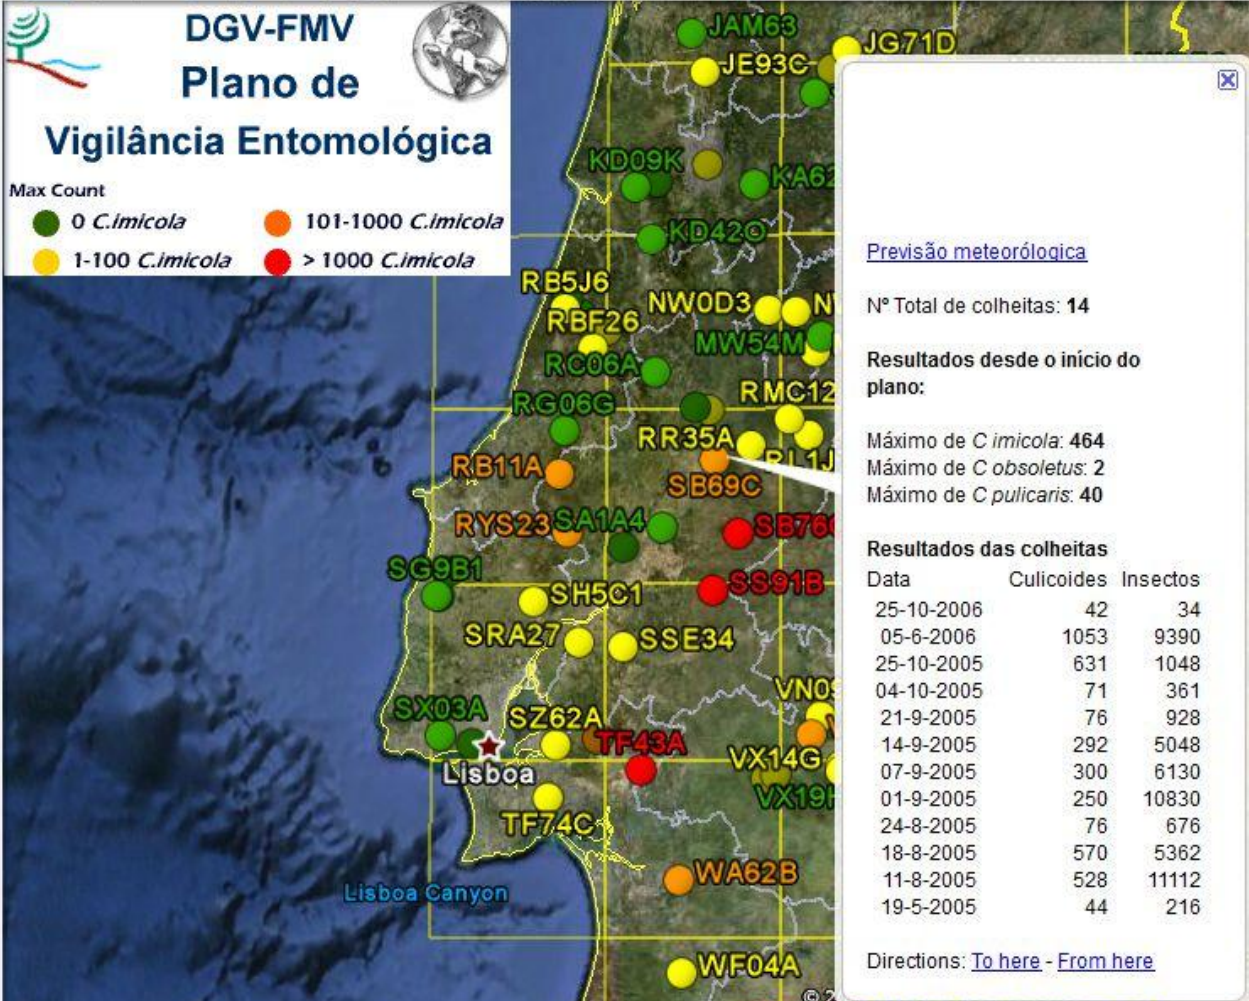 DGV-FMV
Plano de
Vigilância Entomológica
Max Count
0 C.imicola
101-1000 C.imicola
1-100 C.imicola
> 1000 C.imicola
JAM63
JG71D
JE93C
KD09K
KA62
KD42O
RB5J6
NW0D3
RBF26
MW54M
RC06A
RMC12
RG06G
RR35A
RL1J
RB11A
SB69C
RYS23
SA1A4
SB76
SG9B1
SS91B
SH5C1
SRA27
SSE34
VN09
SX03A
SZ62A
TF43A
VX14G
Lisboa
VX19
TF74C
WA62B
Lisboa Canyon
WF04A
© 2
Previsão meteorólogica
Nº Total de colheitas: 14
Resultados desde o início do
plano:
Máximo de C imicola: 464
Máximo de C obsoletus: 2
Máximo de C pulicaris: 40
Resultados das colheitas
Data Culicoides Insectos
25-10-2006 42 34
05-6-2006 1053 9390
25-10-2005 631 1048
04-10-2005 71 361
21-9-2005 76 928
14-9-2005 292 5048
07-9-2005 300 6130
01-9-2005 250 10830
24-8-2005 76 676
18-8-2005 570 5362
11-8-2005 528 11112
19-5-2005 44 216
Directions: To here - From here